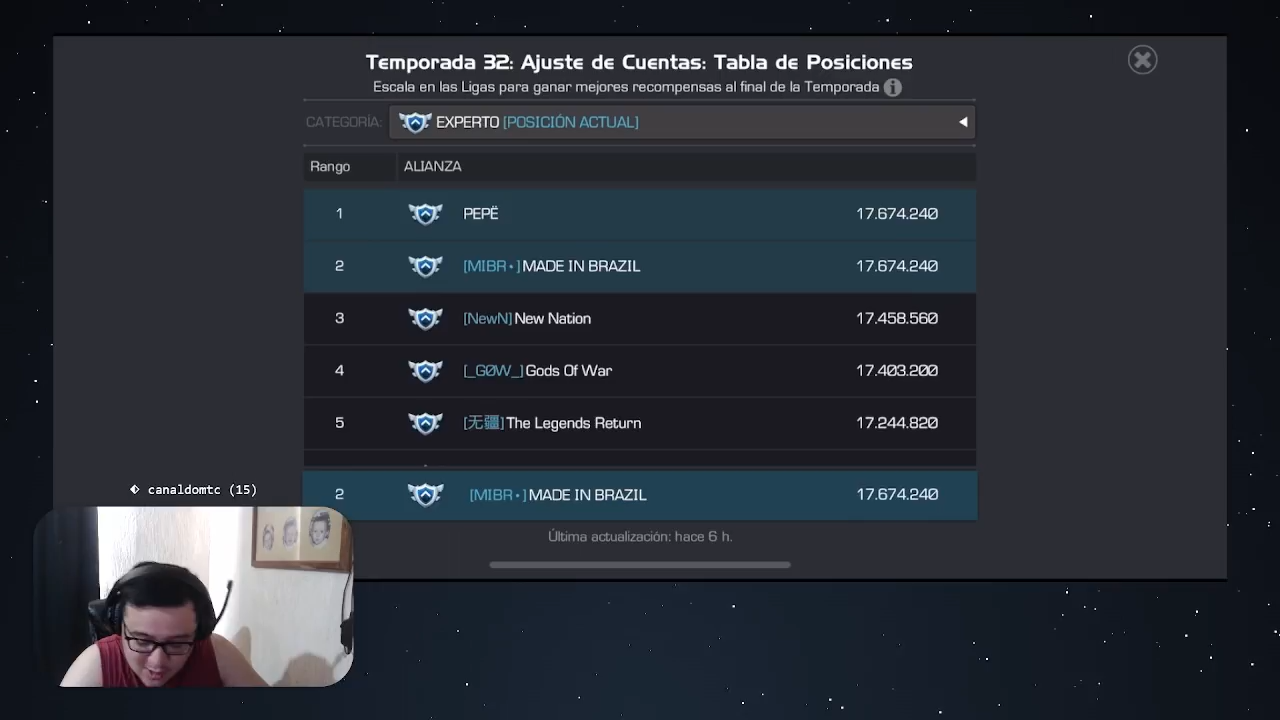 Temporada 32: Ajuste de Cuentas: Tabla de Posiciones
Escala en las Ligas para ganar mejores recompensas al final de la Temporada i
CATEGORÍA: EXPERTO [POSICIÓN ACTUAL]
Rango ALIANZA
1 PEPË 17.674.240
2 [MIBR•]MADE IN BRAZIL 17.674.240
3 [NewN]New Nation 17.458.560
4 [_GØW_]Gods Of War 17.403.200
5 [无疆]The Legends Return 17.244.820
2 [MIBR•]MADE IN BRAZIL 17.674.240
Última actualización: hace 6 h.
canaldomtc (15)